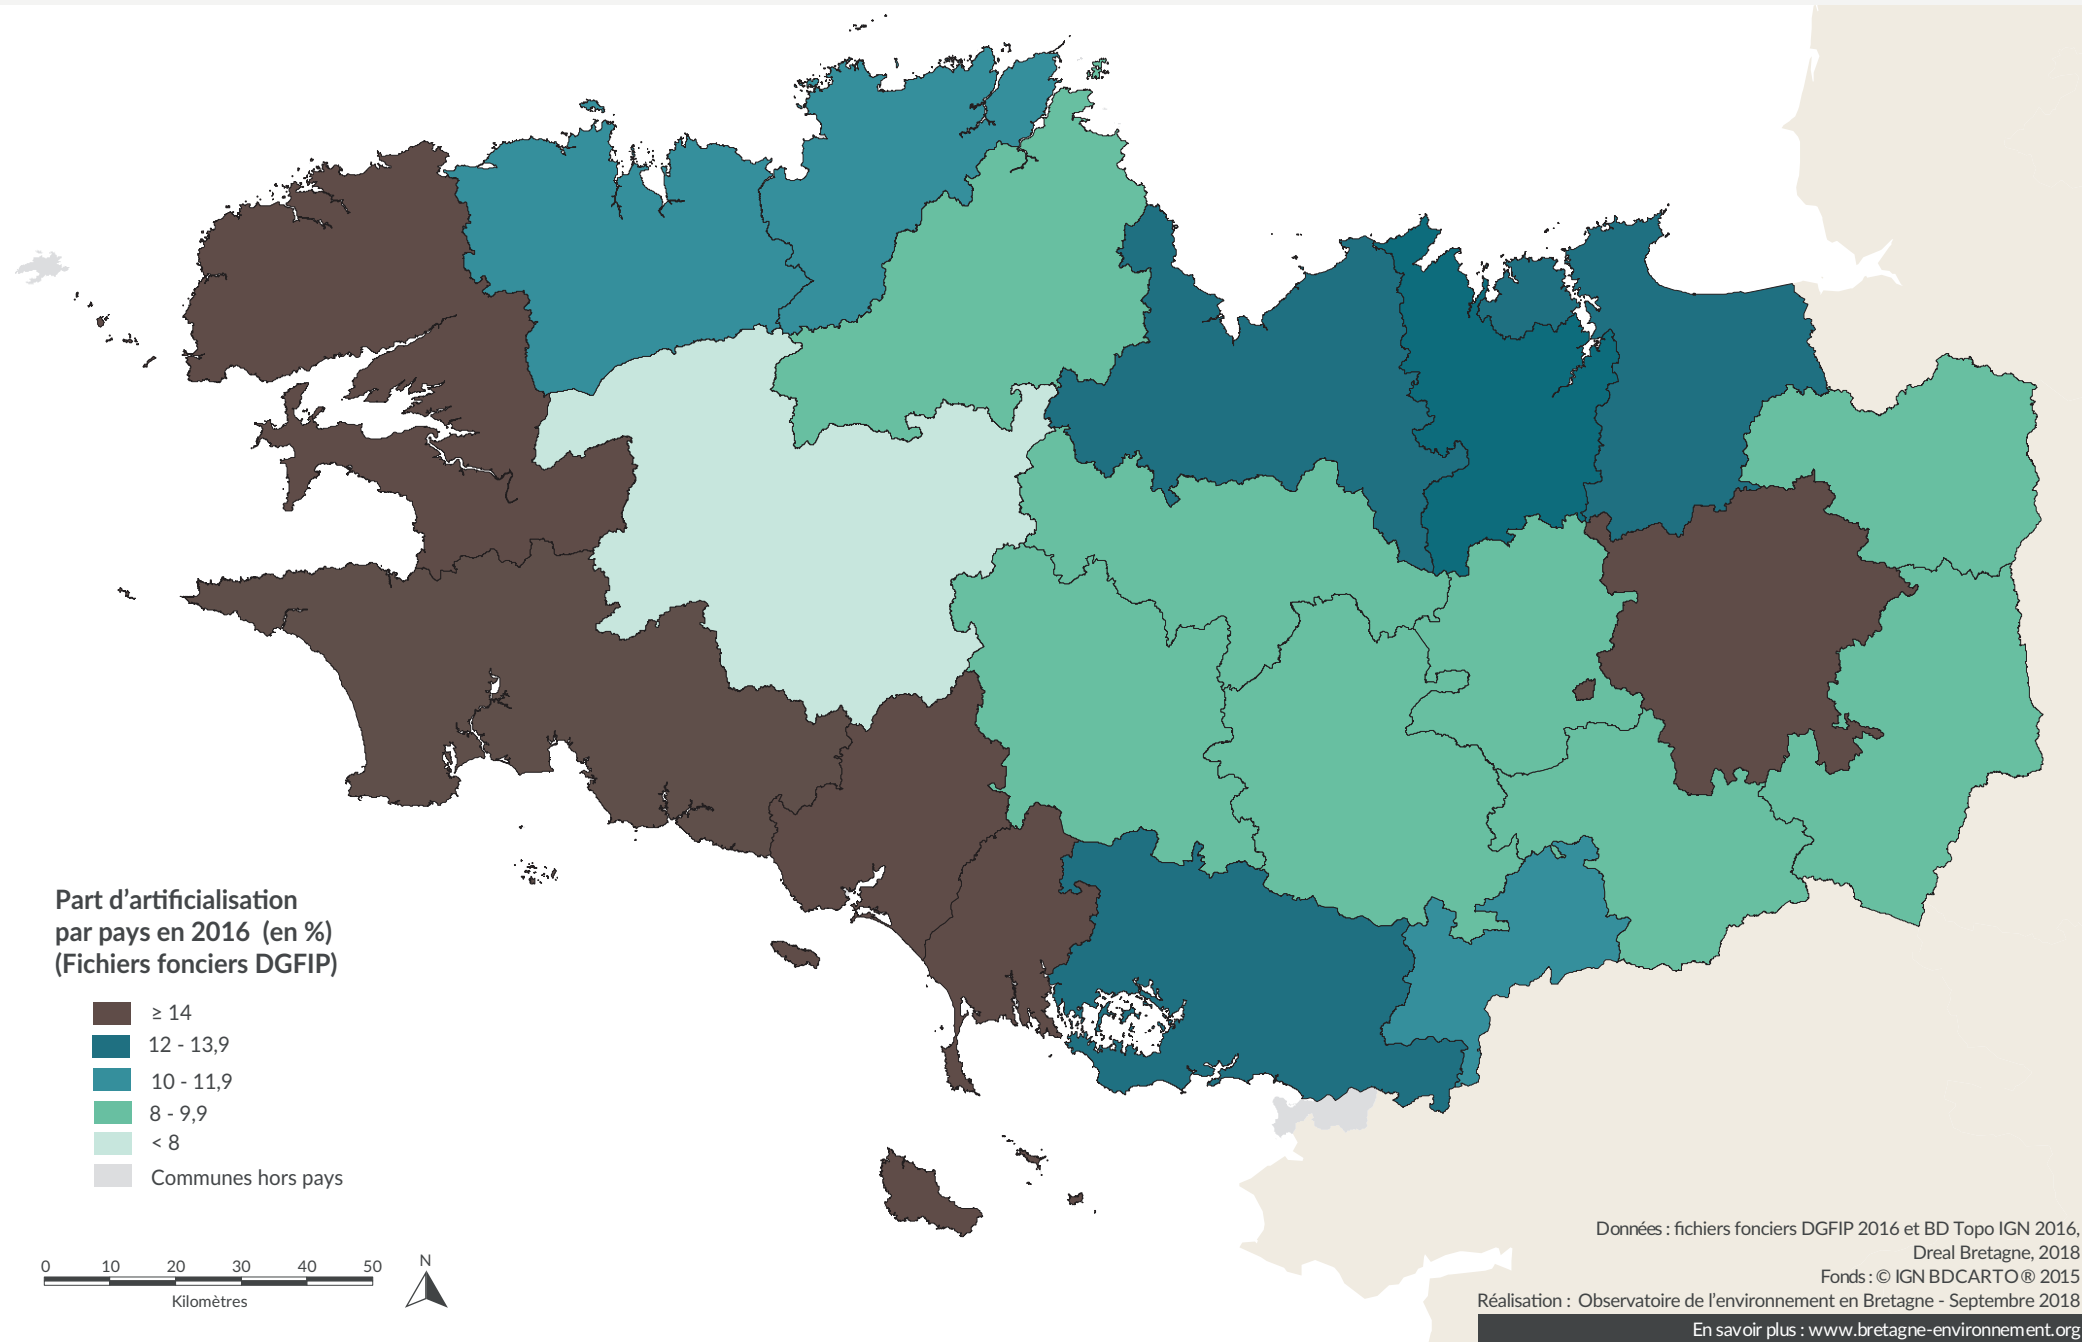 Part d’artificialisation
par pays en 2016 (en %)
(Fichiers fonciers DGFIP)
≥ 14
12 - 13,9
10 - 11,9
8 - 9,9
< 8
Communes hors pays
0 10 20 30 40 50
Kilomètres
N
Données : fichiers fonciers DGFIP 2016 et BD Topo IGN 2016,
Dreal Bretagne, 2018
Fonds : © IGN BDCARTO® 2015
Réalisation : Observatoire de l’environnement en Bretagne - Septembre 2018
En savoir plus : www.bretagne-environnement.org